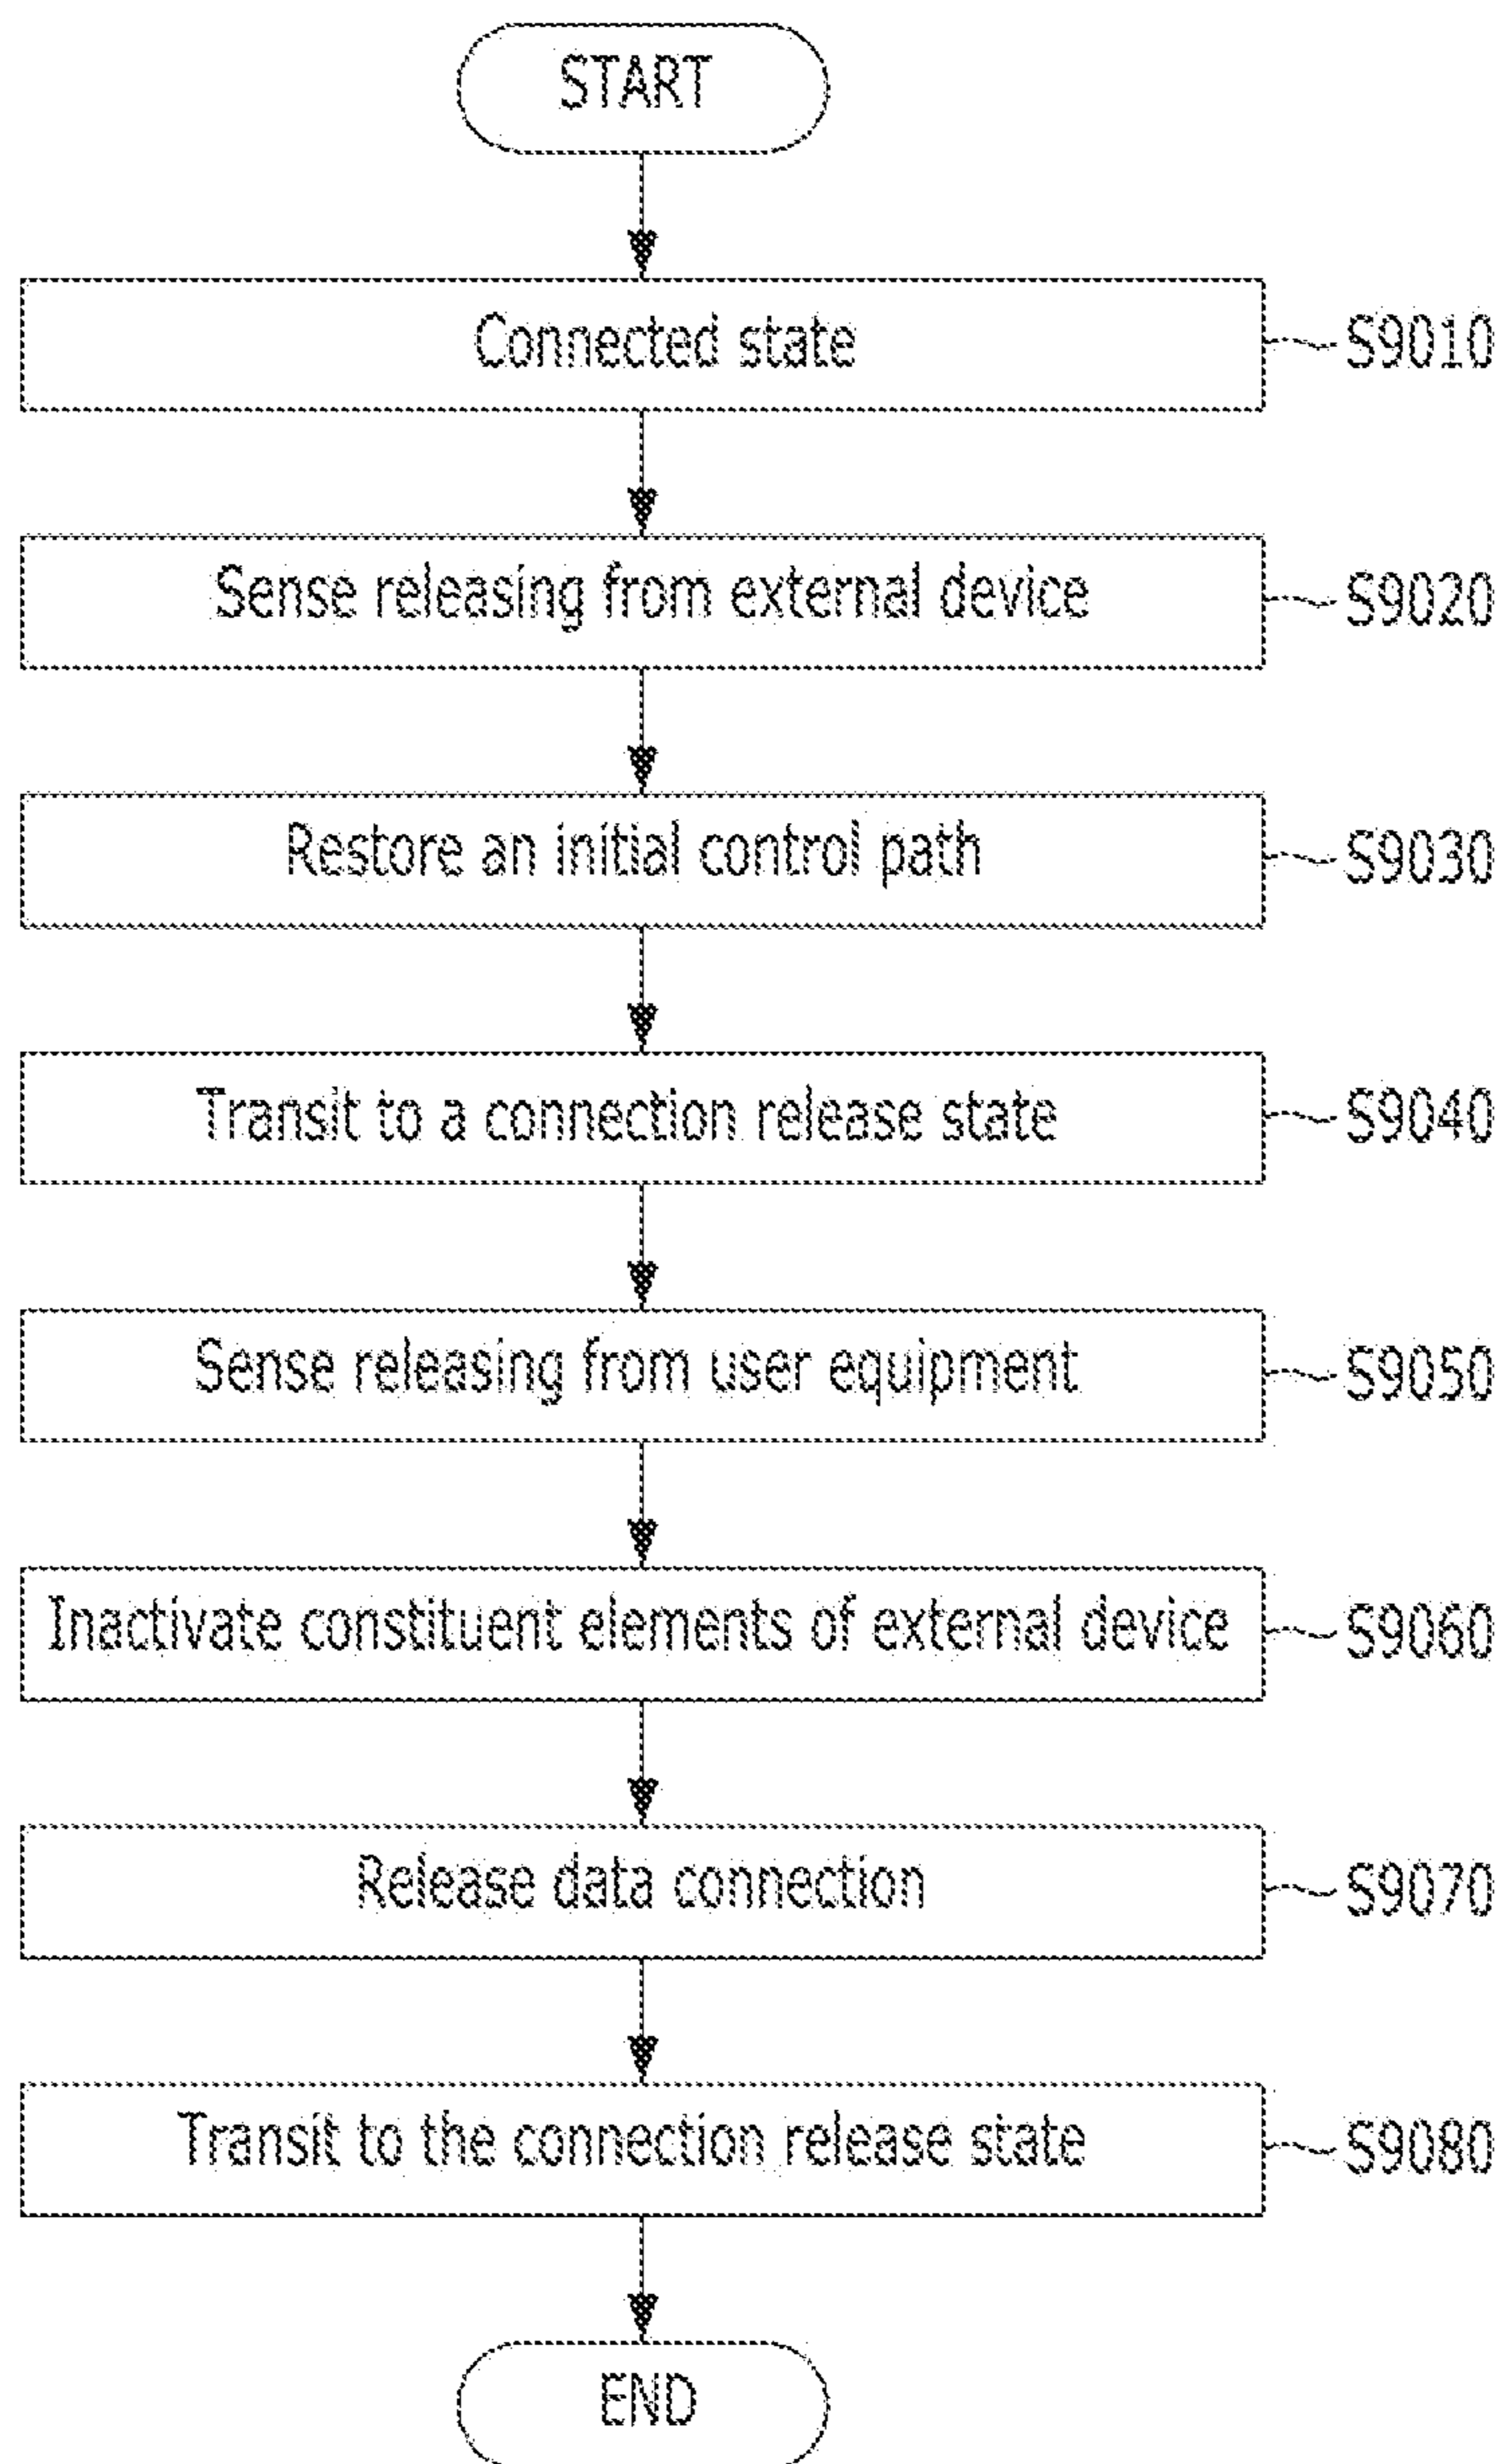 START
Connected state
S9010
Sense releasing from external device
S9020
Restore an initial control path
S9030
Transit to a connection release state
S9040
Sense releasing from user equipment
S9050
Inactivate constituent elements of external device
S9060
Release data connection
S9070
Transit to the connection release state
S9080
END